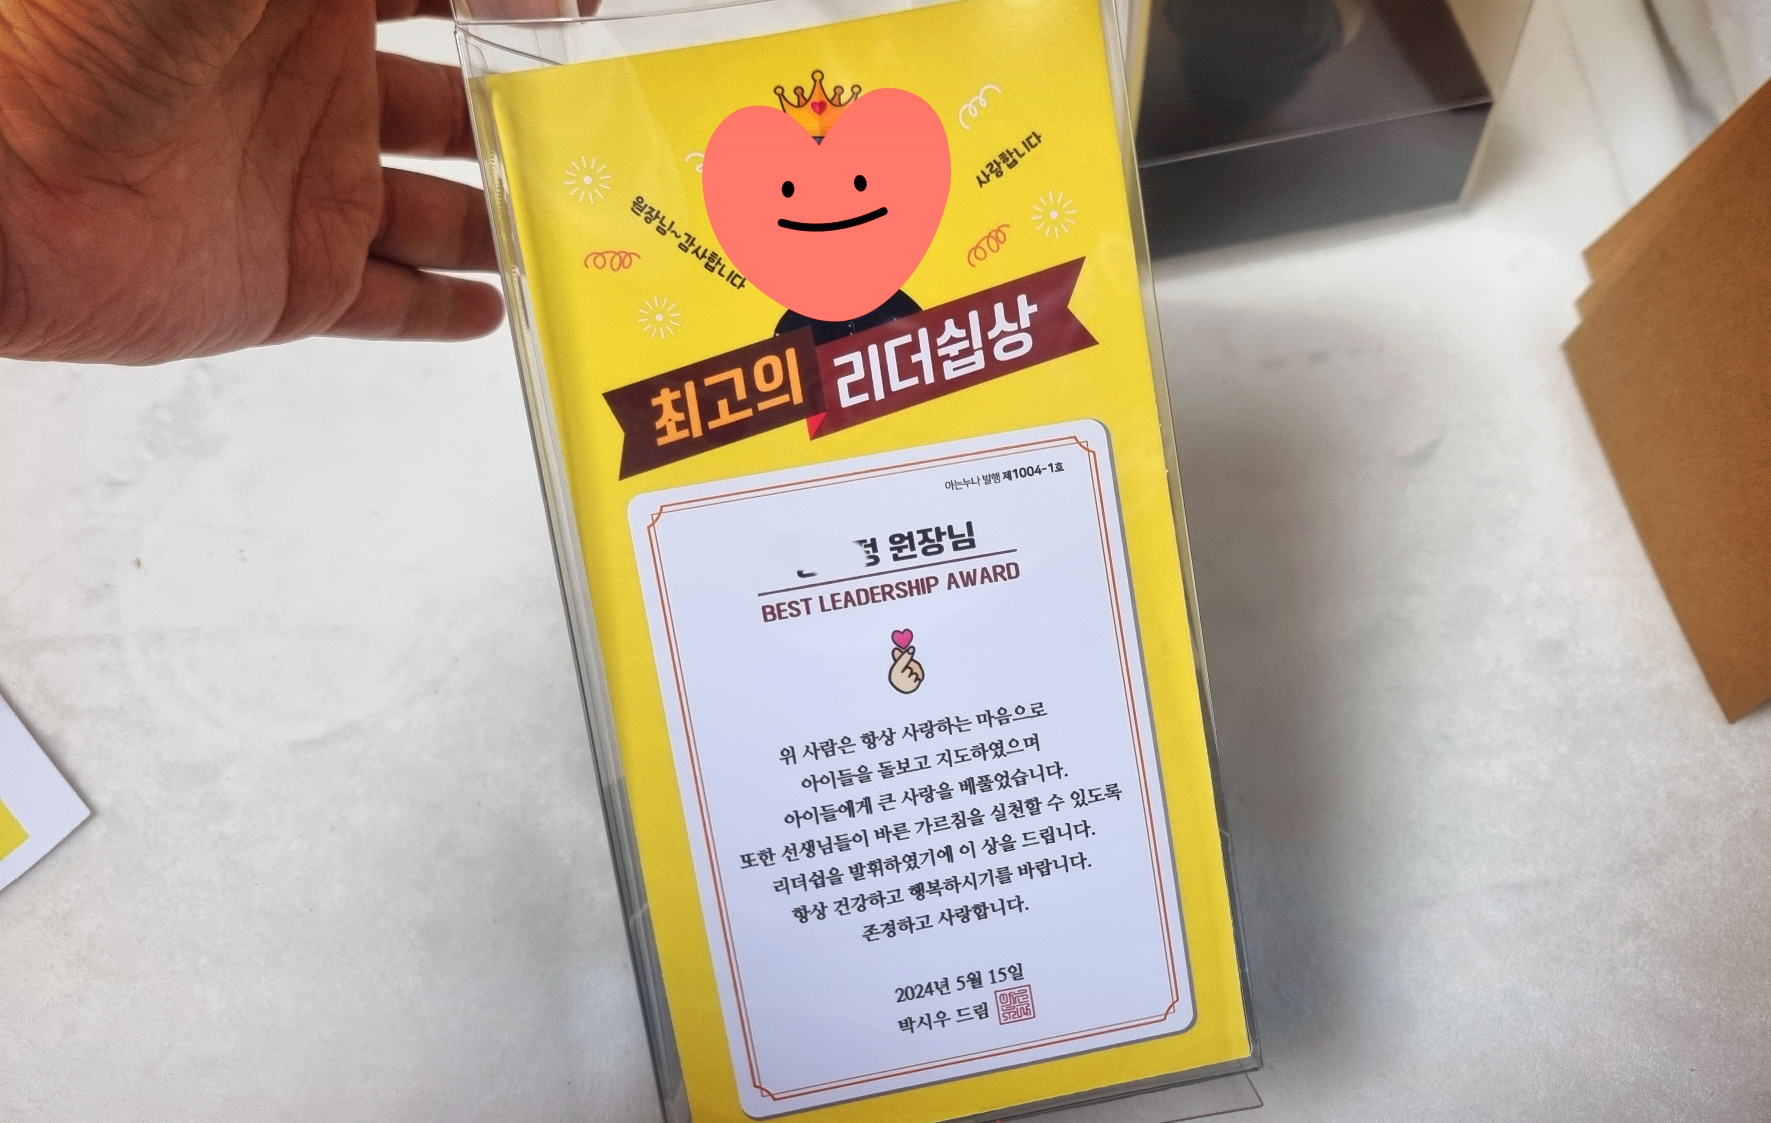 원장님~감사합니다
사랑합니다
최고의 리더쉽상
아는누나 발행 제1004-1호
원장님
BEST LEADERSHIP AWARD
위 사람은 항상 사랑하는 마음으로
아이들을 돌보고 지도하였으며
아이들에게 큰 사랑을 베풀었습니다.
또한 선생님들이 바른 가르침을 실천할 수 있도록
리더쉽을 발휘하였기에 이 상을 드립니다.
항상 건강하고 행복하시기를 바랍니다.
존경하고 사랑합니다.
2024년 5월 15일
박시우 드림